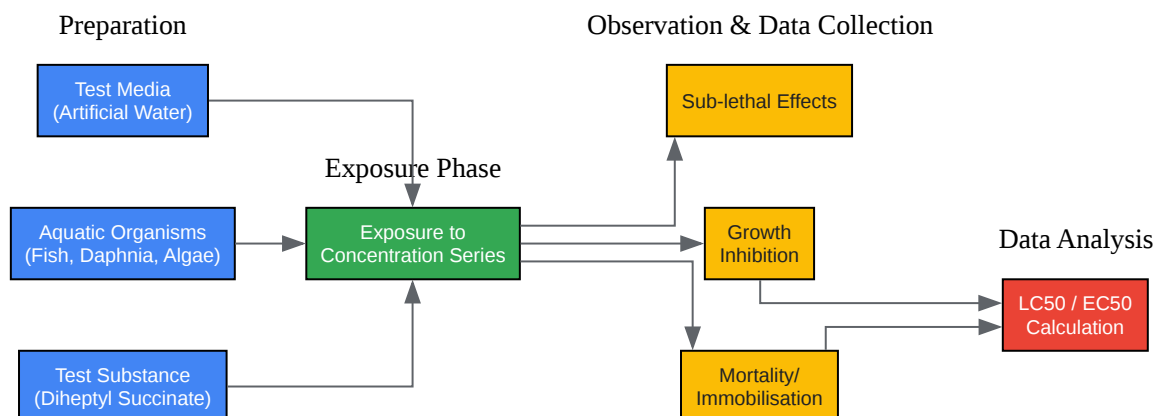 Preparation
Observation & Data Collection
Test Media
(Artificial Water)
Sub-lethal Effects
Exposure Phase
Aquatic Organisms
(Fish, Daphnia, Algae)
Exposure to
Concentration Series
Growth
Inhibition
Data Analysis
LC50 / EC50
Calculation
Test Substance
(Diheptyl Succinate)
Mortality/
Immobilisation